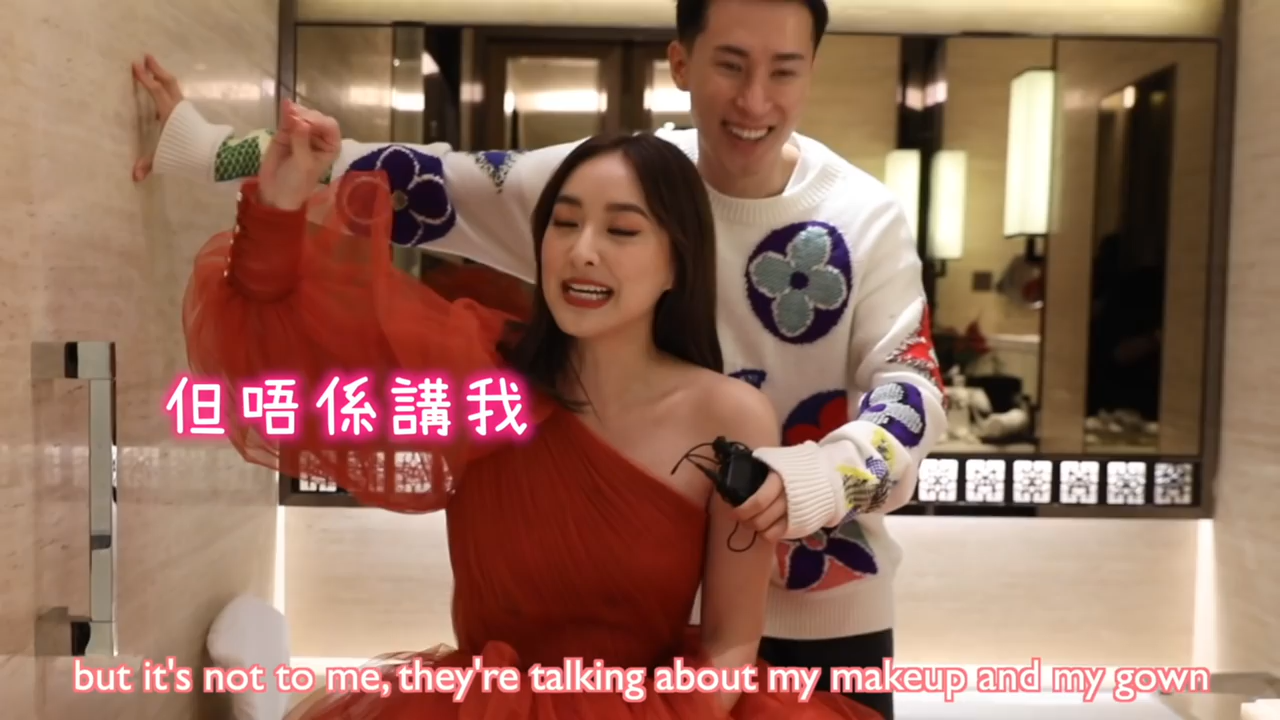 但唔係講我
but it's not to me, they're talking about my makeup and my gown